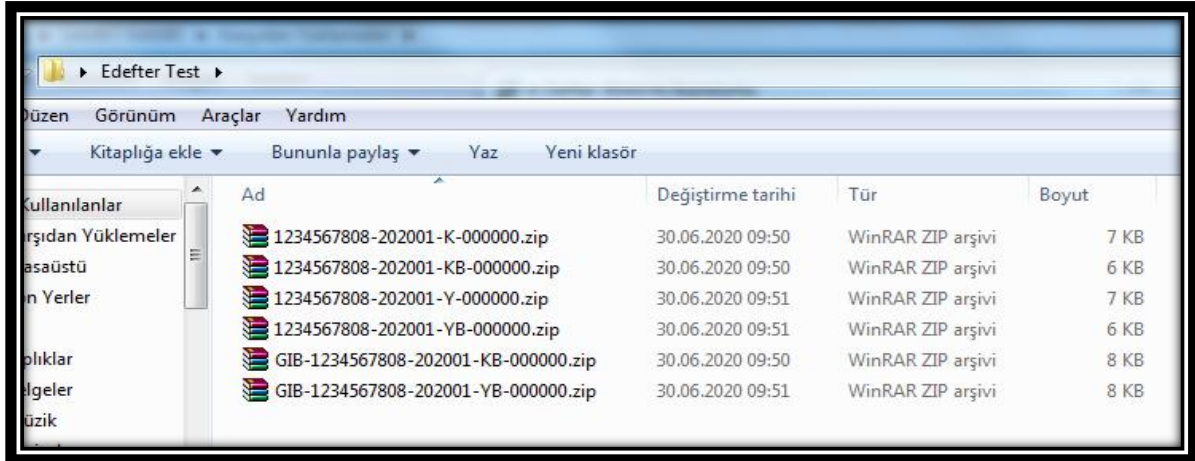 Edefter Test
Düzen Görünüm Araçlar Yardım
Kitaplığa ekle Bununla paylaş Yaz Yeni klasör
Ad Değiştirme tarihi Tür Boyut
Kullanılanlar
rşıdan Yüklemeler
asaüstü
n Yerler
plıklar
elgeler
üzik
1234567808-202001-K-000000.zip 30.06.2020 09:50 WinRAR ZIP arşivi 7 KB
1234567808-202001-KB-000000.zip 30.06.2020 09:50 WinRAR ZIP arşivi 6 KB
1234567808-202001-Y-000000.zip 30.06.2020 09:51 WinRAR ZIP arşivi 7 KB
1234567808-202001-YB-000000.zip 30.06.2020 09:51 WinRAR ZIP arşivi 6 KB
GIB-1234567808-202001-KB-000000.zip 30.06.2020 09:50 WinRAR ZIP arşivi 8 KB
GIB-1234567808-202001-YB-000000.zip 30.06.2020 09:51 WinRAR ZIP arşivi 8 KB